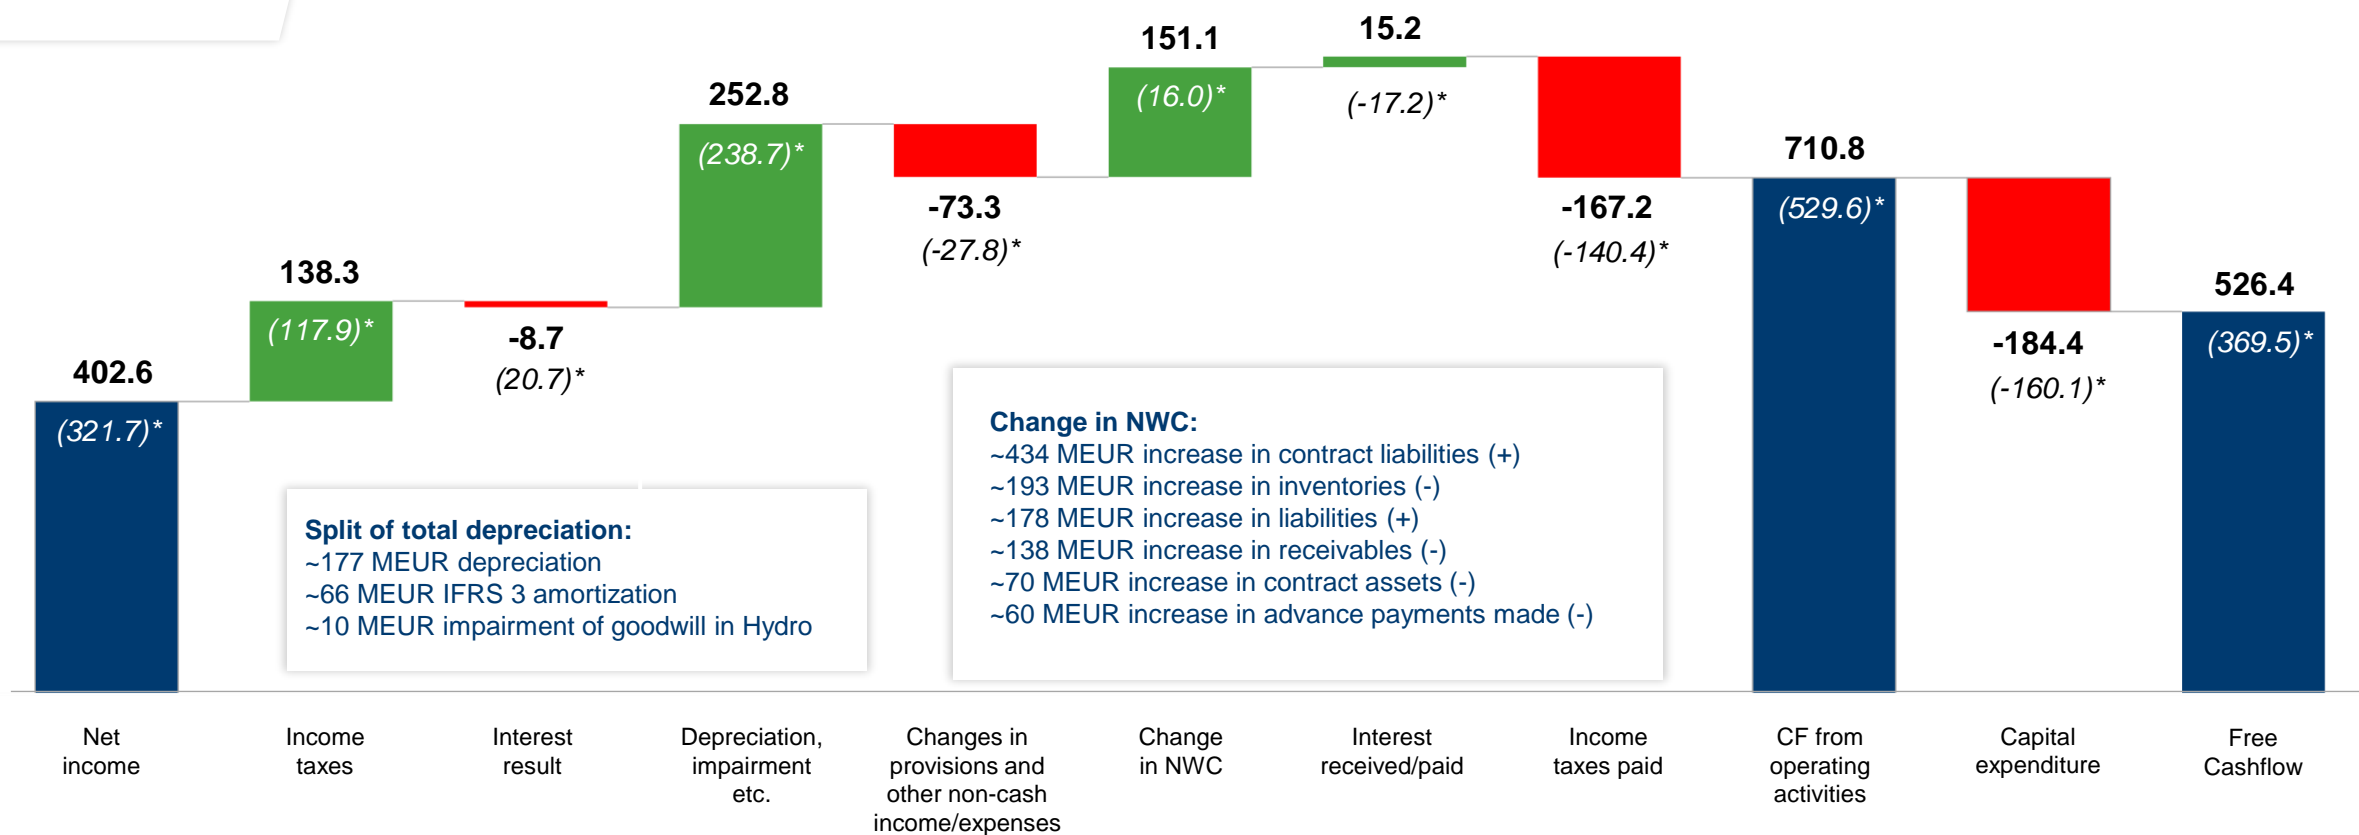 402.6
(321.7)*
138.3
(117.9)*
-8.7
(20.7)*
252.8
(238.7)*
-73.3
(-27.8)*
151.1
(16.0)*
15.2
(-17.2)*
-167.2
(-140.4)*
710.8
(529.6)*
-184.4
(-160.1)*
526.4
(369.5)*
Split of total depreciation:
~177 MEUR depreciation
~66 MEUR IFRS 3 amortization
~10 MEUR impairment of goodwill in Hydro
Change in NWC:
~434 MEUR increase in contract liabilities (+)
~193 MEUR increase in inventories (-)
~178 MEUR increase in liabilities (+)
~138 MEUR increase in receivables (-)
~70 MEUR increase in contract assets (-)
~60 MEUR increase in advance payments made (-)
Net
income
Income
taxes
Interest
result
Depreciation,
impairment
etc.
Changes in
provisions and
other non-cash
income/expenses
Change
in NWC
Interest
received/paid
Income
taxes paid
CF from
operating
activities
Capital
expenditure
Free
Cashflow